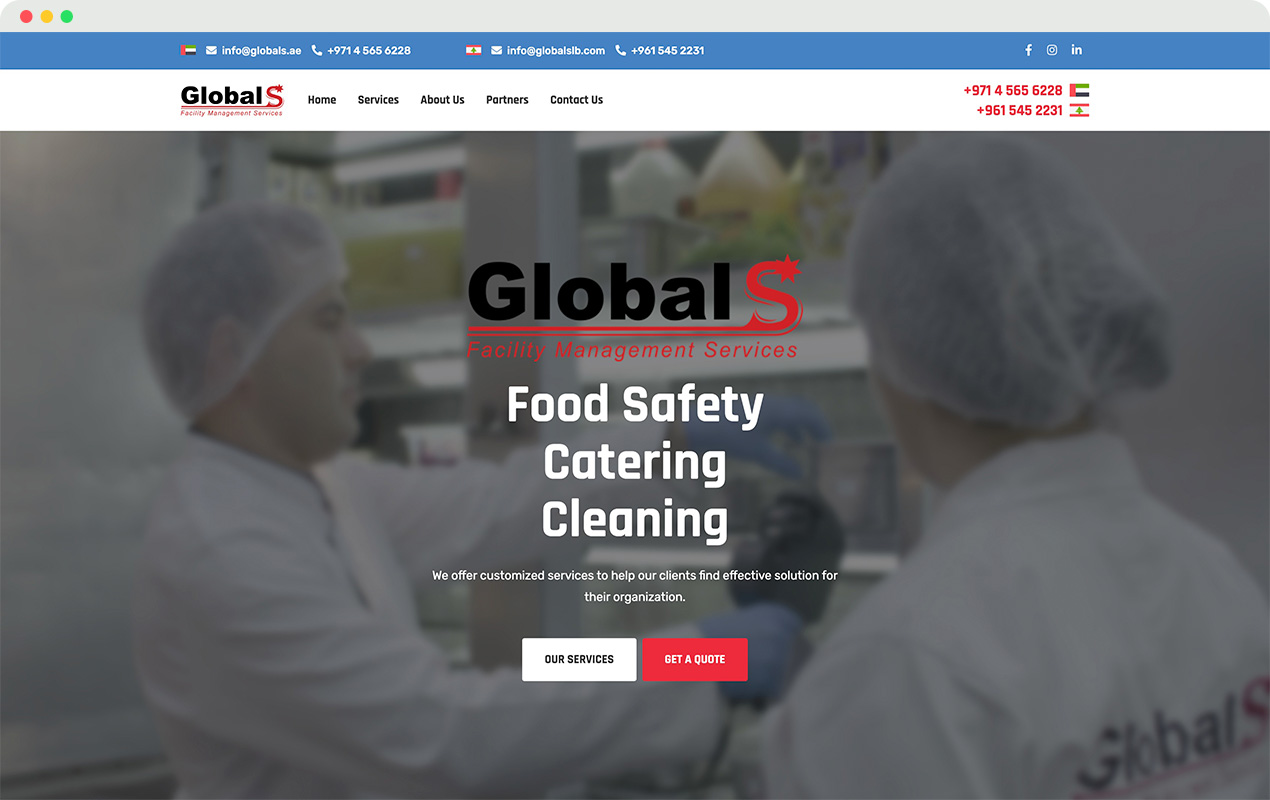 info@globals.ae +971 4 565 6228 info@globalslb.com +961 545 2231
GlobalS
Facility Management Services
Home Services About Us Partners Contact Us
+971 4 565 6228
+961 545 2231
GlobalS
Facility Management Services
Food Safety
Catering
Cleaning
We offer customized services to help our clients find effective solution for
their organization.
OUR SERVICES GET A QUOTE
GlobalS